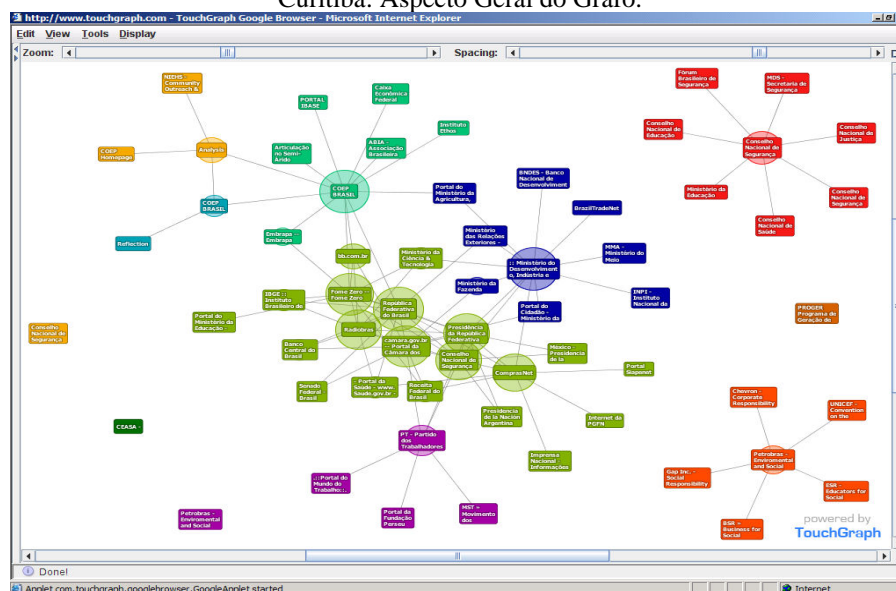 Curitiba: Aspecto Geral do Grafo.
http://www.touchgraph.com - TouchGraph Google Browser - Microsoft Internet Explorer
Edit View Tools Display
Zoom:
Spacing:
NIEHS -
Community
Outreach &
COEP
Homepage
Analysis
COEP
BRASIL
Reflection
PORTAL
IBASE
Caixa
Econômica
Federal
Articulação
no Semi-
Árido
ABIA -
Associação
Brasileira
Instituto
Ethos
COEP
BRASIL
Embrapa --
Embrapa
Portal do
Ministério da
Agricultura,
BNDES - Banco
Nacional de
Desenvolviment
BrazilTradeNet
Ministério
das Relações
Exteriores -
:: Ministério do
Desenvolviment
o, Indústria e
MMA -
Ministério do
Meio
INPI -
Instituto
Nacional da
Ministério da
Fazenda
Portal do
Cidadão -
Ministério da
Fórum
Brasileiro de
Segurança
MDS -
Secretaria de
Segurança
Conselho
Nacional de
Educação
Conselho
Nacional de
Segurança
Conselho
Nacional de
Justiça
Ministério da
Educação
Conselho
Nacional de
Segurança
Conselho
Nacional de
Saúde
bb.com.br
Ministério da
Ciência &
Tecnologia
IBGE ::
Instituto
Brasileiro de
Fome Zero --
Fome Zero
República
Federativa
do Brasil
Portal do
Ministério da
Educação -
Radiobras
Presidência
da República
Federativa
Banco
Central do
Brasil
camara.gov.br
-- Portal da
Câmara dos
Conselho
Nacional de
Segurança
ComprasNet
México -
Presidencia
de la
Portal
Siapenet
Senado
Federal -
Brasil
- Portal da
Saúde - www.
Saude.gov.br -
Receita
Federal do
Brasil
Presidencia
de la Nación
Argentina
Internet da
PGFN
Imprensa
Nacional -
Informações
Conselho
Nacional de
Segurança
CEASA -
PROGER
Programa de
Geração de
PT - Partido
dos
Trabalhadores
.::Portal do
Mundo do
Trabalho::.
Portal da
Fundação
Perseu
MST -
Movimento
dos
Petrobras -
Enviromental
and Social
Chevron -
Corporate
Responsibility
UNICEF -
Convention
on the
Petrobras -
Enviromental
and Social
Gap Inc. -
Social
Responsibility
ESR -
Educators for
Social
BSR -
Business for
Social
powered by
TouchGraph
Done!
Applet com.touchgraph.googlebrowser.GoogleApplet started
Internet